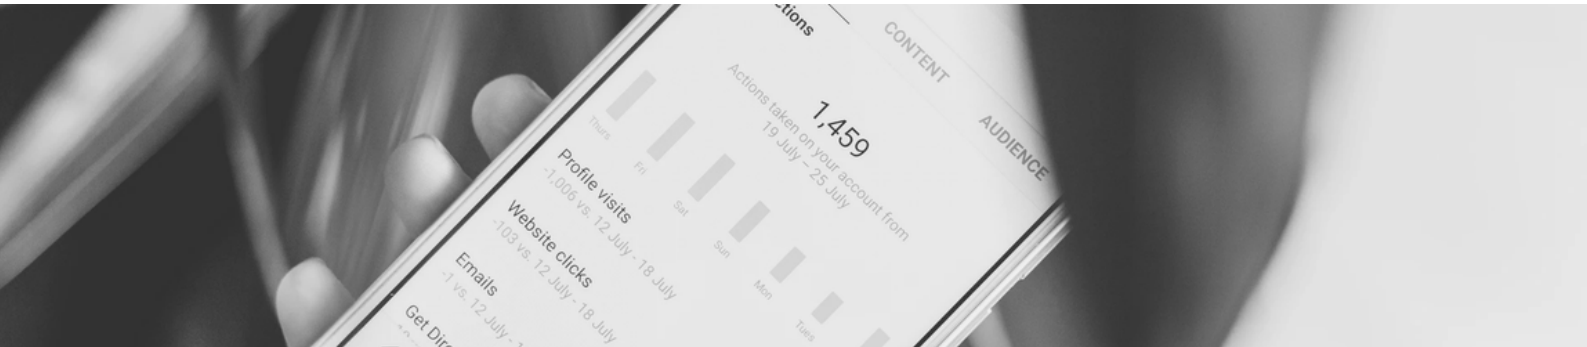 CONTENT
AUDIENCE
1,459
Actions taken on your account from
19 July – 25 July
Thurs
Fri
Sat
Sun
Mon
Tues
Profile visits
-1,006 vs. 12 July - 18 July
Website clicks
-103 vs. 12 July - 18 July
Emails
-1 vs. 12 July -
Get